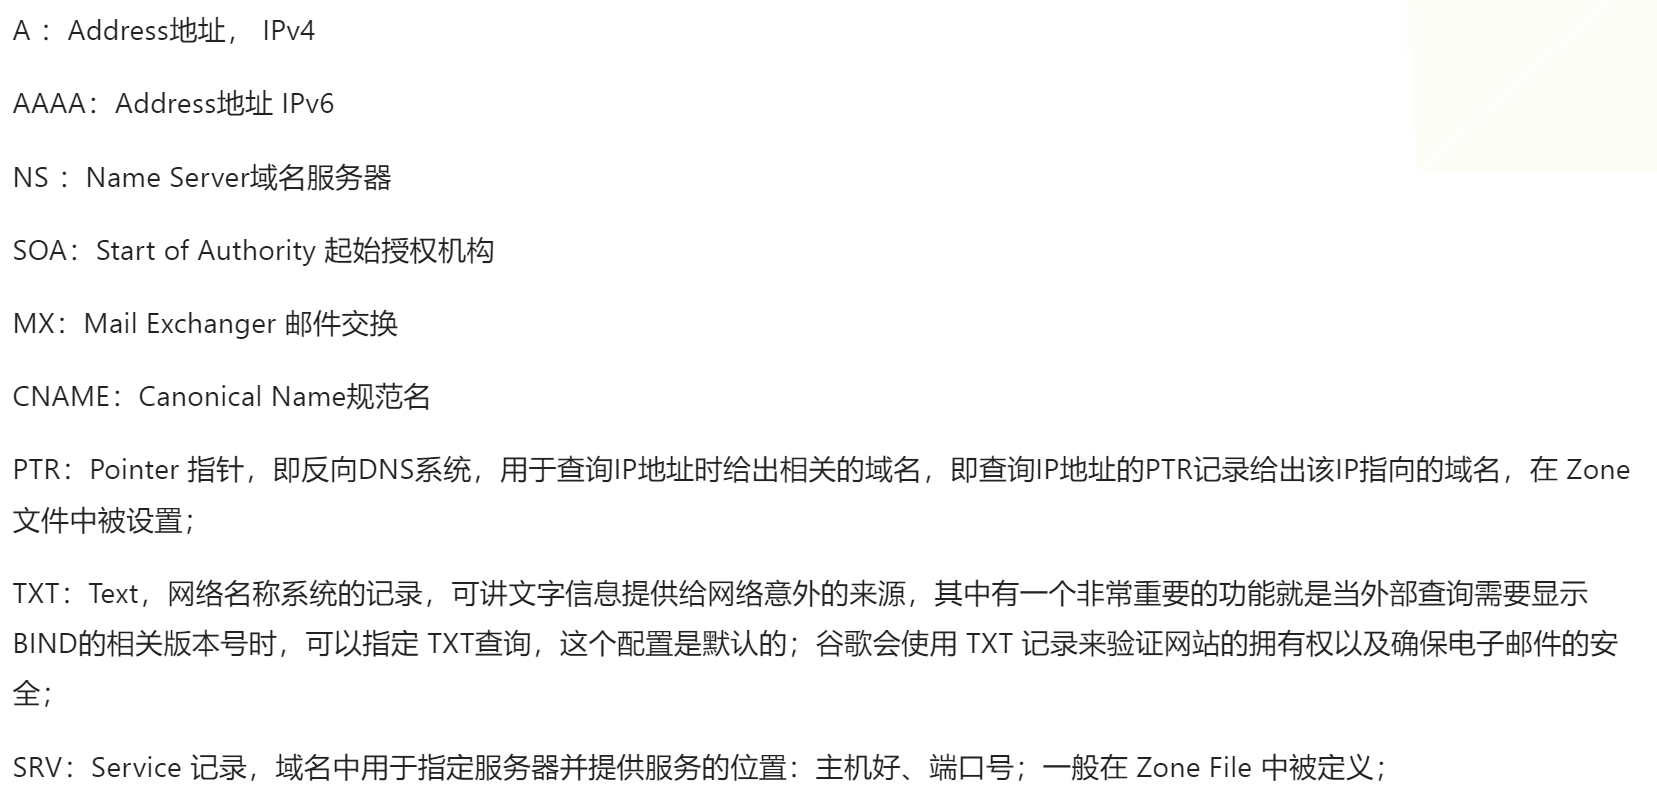 A ：Address地址， IPv4
AAAA：Address地址 IPv6
NS ：Name Server域名服务器
SOA：Start of Authority 起始授权机构
MX：Mail Exchanger 邮件交换
CNAME：Canonical Name规范名
PTR：Pointer 指针，即反向DNS系统，用于查询IP地址时给出相关的域名，即查询IP地址的PTR记录给出该IP指向的域名，在 Zone
文件中被设置；
TXT：Text，网络名称系统的记录，可讲文字信息提供给网络意外的来源，其中有一个非常重要的功能就是当外部查询需要显示
BIND的相关版本号时，可以指定 TXT查询，这个配置是默认的；谷歌会使用 TXT 记录来验证网站的拥有权以及确保电子邮件的安
全；
SRV：Service 记录，域名中用于指定服务器并提供服务的位置：主机好、端口号；一般在 Zone File 中被定义；